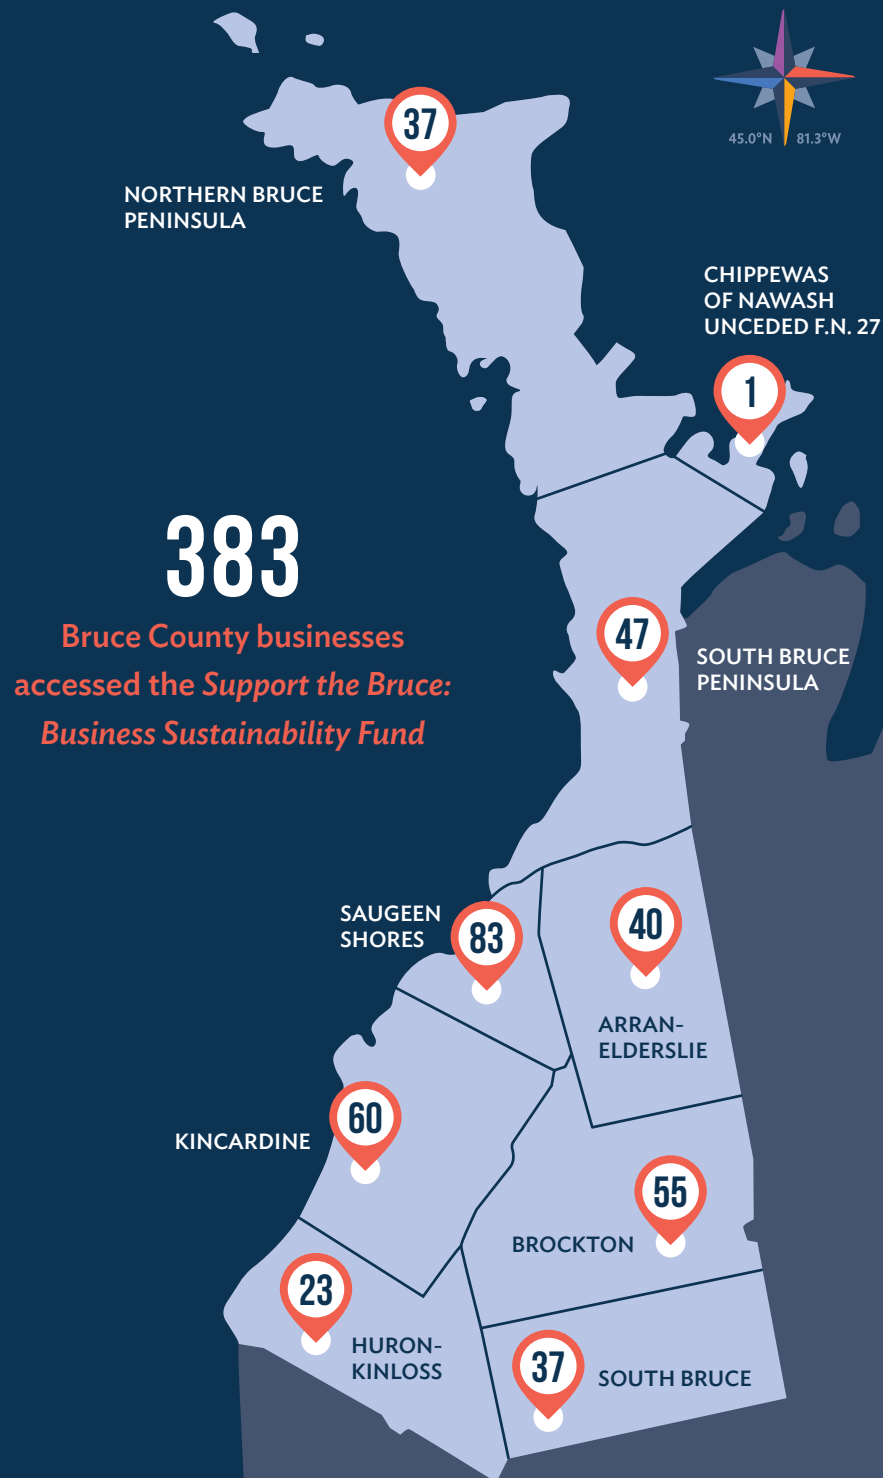 45.0°N 81.3°W
37
NORTHERN BRUCE
PENINSULA
CHIPPEWAS
OF NAWASH
UNCEDED F.N. 27
1
383
Bruce County businesses
accessed the Support the Bruce:
Business Sustainability Fund
47
SOUTH BRUCE
PENINSULA
SAUGEEN
SHORES
83
40
ARRAN-
ELDERSLIE
KINCARDINE
60
55
BROCKTON
23
HURON-
KINLOSS
37
SOUTH BRUCE